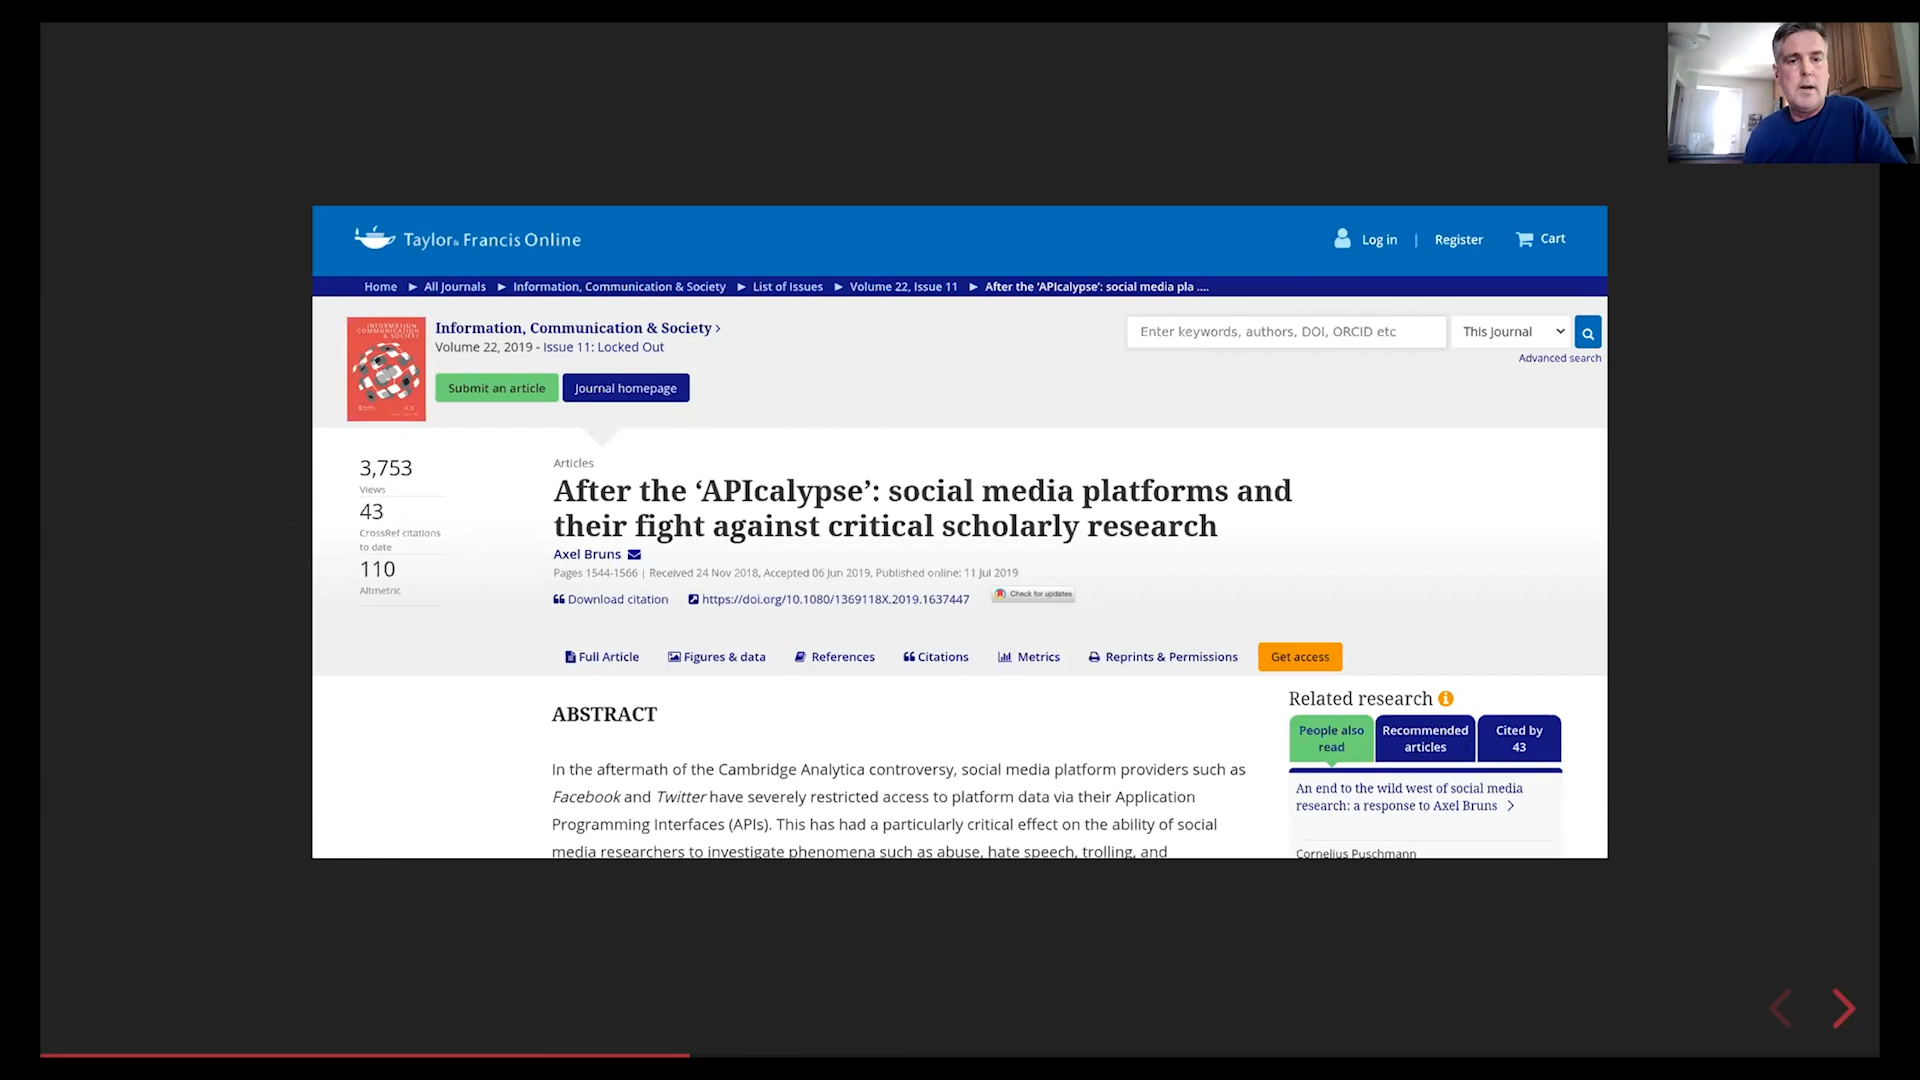 Taylor & Francis Online
Log in | Register Cart
Home ► All Journals ► Information, Communication & Society ► List of Issues ► Volume 22, Issue 11 ► After the ‘APIcalypse’: social media pla ....
INFORMATION,
COMMUNICATION
& SOCIETY
Information, Communication & Society >
Volume 22, 2019 - Issue 11: Locked Out
Submit an article Journal homepage
Enter keywords, authors, DOI, ORCID etc This Journal
Advanced search
3,753
Views
43
CrossRef citations
to date
110
Altmetric
Articles
After the ‘APIcalypse’: social media platforms and
their fight against critical scholarly research
Axel Bruns
Pages 1544-1566 | Received 24 Nov 2018, Accepted 06 Jun 2019, Published online: 11 Jul 2019
Download citation https://doi.org/10.1080/1369118X.2019.1637447 Check for updates
Full Article Figures & data References Citations Metrics Reprints & Permissions Get access
ABSTRACT
In the aftermath of the Cambridge Analytica controversy, social media platform providers such as
Facebook and Twitter have severely restricted access to platform data via their Application
Programming Interfaces (APIs). This has had a particularly critical effect on the ability of social
media researchers to investigate phenomena such as abuse, hate speech, trolling, and
Related research
People also
read
Recommended
articles
Cited by
43
An end to the wild west of social media
research: a response to Axel Bruns >
Cornelius Puschmann